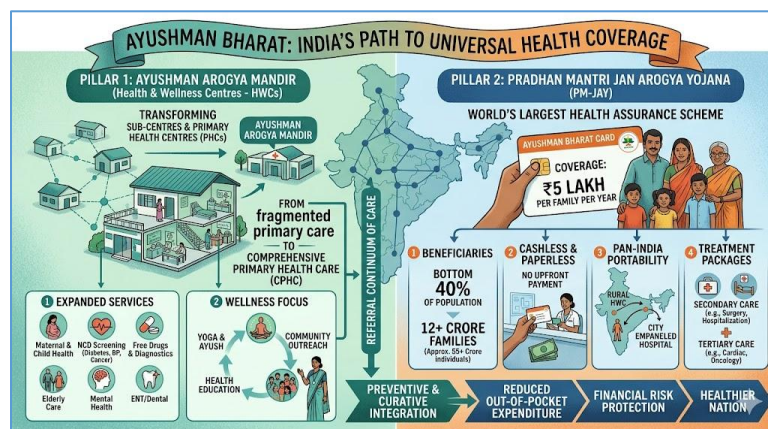 AYUSHMAN BHARAT: INDIA'S PATH TO UNIVERSAL HEALTH COVERAGE
PILLAR 1: AYUSHMAN AROGYA MANDIR
(Health & Wellness Centres - HWCs)
TRANSFORMING
SUB-CENTRES & PRIMARY
HEALTH CENTRES (PHCs)
AYUSHMAN
AROGYA MANDIR
FROM
fragmented
primary care
TO
COMPREHENSIVE
PRIMARY HEALTH CARE
(CPHC)
1 EXPANDED SERVICES
Maternal &
Child Health
NCD Screening
(Diabetes, BP,
Cancer)
Free Drugs
& Diagnostics
Elderly
Care
Mental
Health
ENT/Dental
2 WELLNESS FOCUS
YOGA &
AYUSH
COMMUNITY
OUTREACH
HEALTH
EDUCATION
REFERRAL CONTINUUM OF CARE
PILLAR 2: PRADHAN MANTRI JAN AROGYA YOJANA
(PM-JAY)
WORLD'S LARGEST HEALTH ASSURANCE SCHEME
AYUSHMAN BHARAT CARD
COVERAGE:
₹5 LAKH
PER FAMILY PER YEAR
1 BENEFICIARIES
BOTTOM
40%
OF POPULATION
12+ CRORE
FAMILIES
(Approx. 55+ Crore
individuals)
2 CASHLESS &
PAPERLESS
NO UPFRONT
PAYMENT
3 PAN-INDIA
PORTABILITY
RURAL
HWC
CITY
EMPANELED
HOSPITAL
4 TREATMENT
PACKAGES
SECONDARY CARE
(e.g., Surgery,
Hospitalization)
TERTIARY CARE
(e.g., Cardiac,
Oncology)
PREVENTIVE &
CURATIVE
INTEGRATION
REDUCED
OUT-OF-POCKET
EXPENDITURE
FINANCIAL RISK
PROTECTION
HEALTHIER
NATION